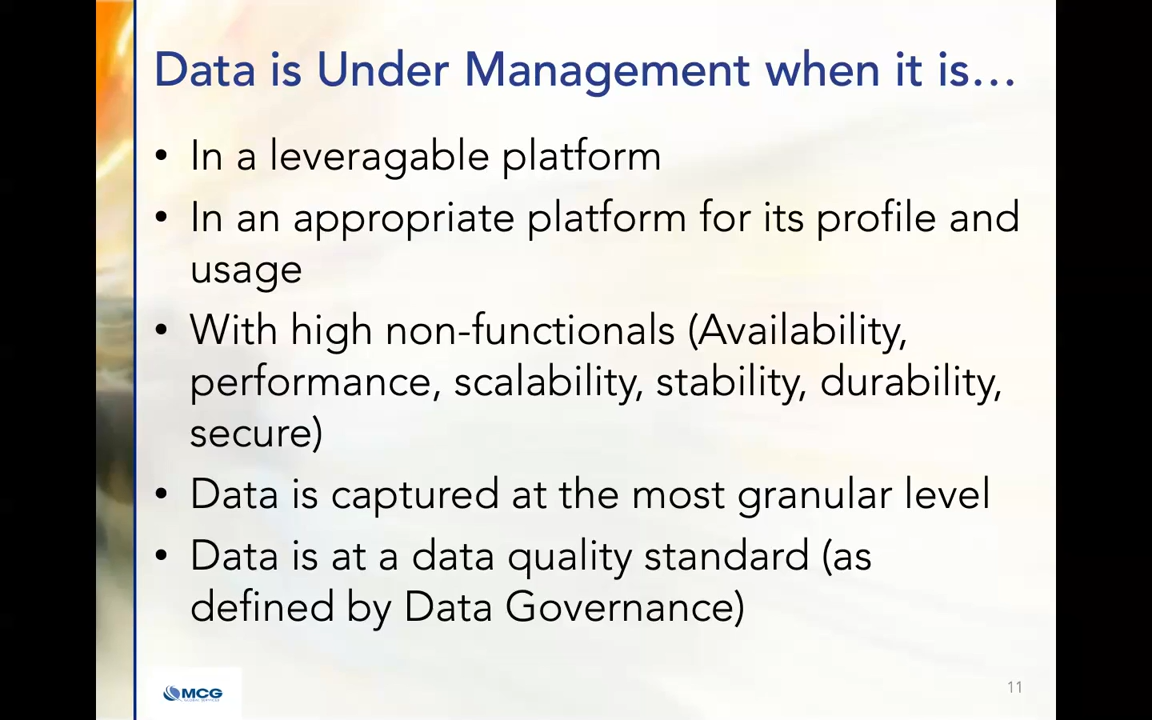 Data is Under Management when it is…
• In a leveragable platform
• In an appropriate platform for its profile and
usage
• With high non-functionals (Availability,
performance, scalability, stability, durability,
secure)
• Data is captured at the most granular level
• Data is at a data quality standard (as
defined by Data Governance)
MCG
11